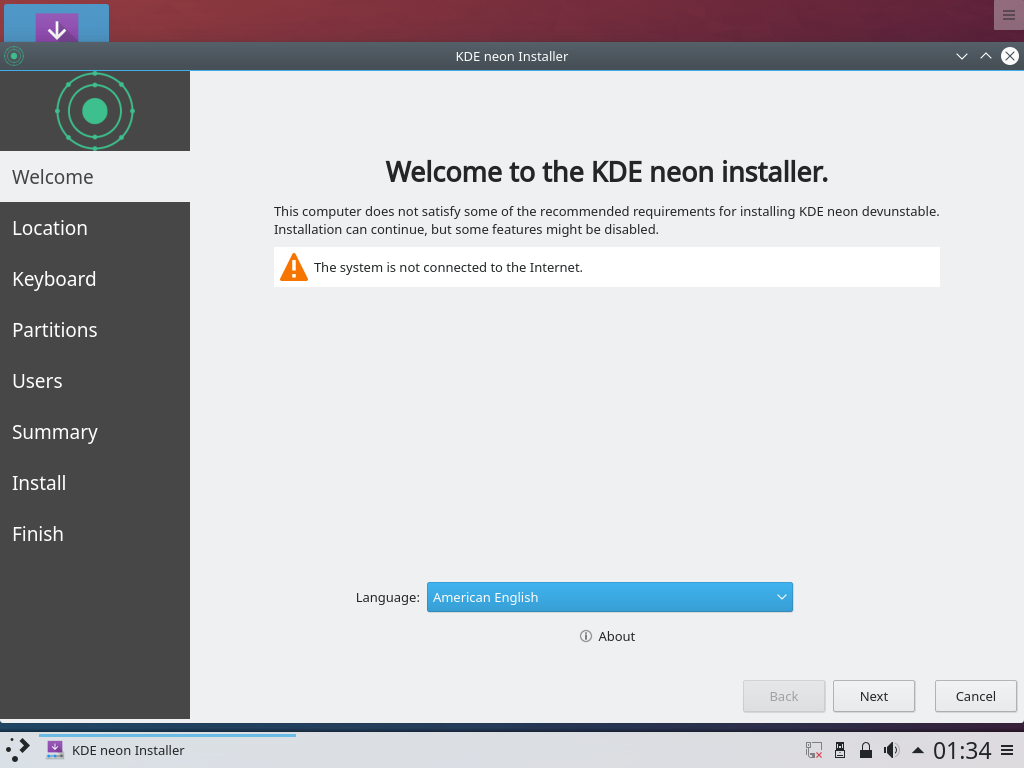 KDE neon Installer
Welcome
Location
Keyboard
Partitions
Users
Summary
Install
Finish
Welcome to the KDE neon installer.
This computer does not satisfy some of the recommended requirements for installing KDE neon devunstable.
Installation can continue, but some features might be disabled.
The system is not connected to the Internet.
Language: American English
About
Back Next Cancel
KDE neon Installer 01:34